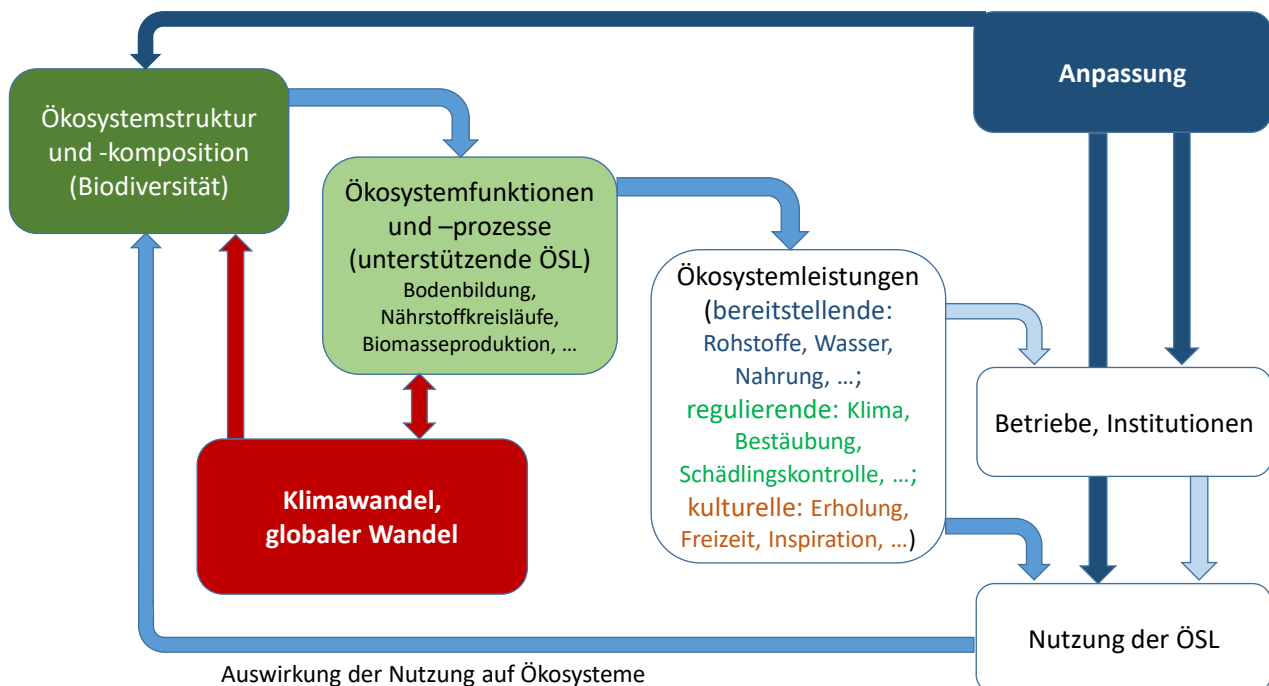 Anpassung
Ökosystemstruktur
und -komposition
(Biodiversität)
Ökosystemfunktionen
und –prozesse
(unterstützende ÖSL)
Bodenbildung,
Nährstoffkreisläufe,
Biomasseproduktion, …
Ökosystemleistungen
(bereitstellende:
Rohstoffe, Wasser,
Nahrung, …;
regulierende: Klima,
Bestäubung,
Schädlingskontrolle, …;
kulturelle: Erholung,
Freizeit, Inspiration, …)
Betriebe, Institutionen
Klimawandel,
globaler Wandel
Nutzung der ÖSL
Auswirkung der Nutzung auf Ökosysteme